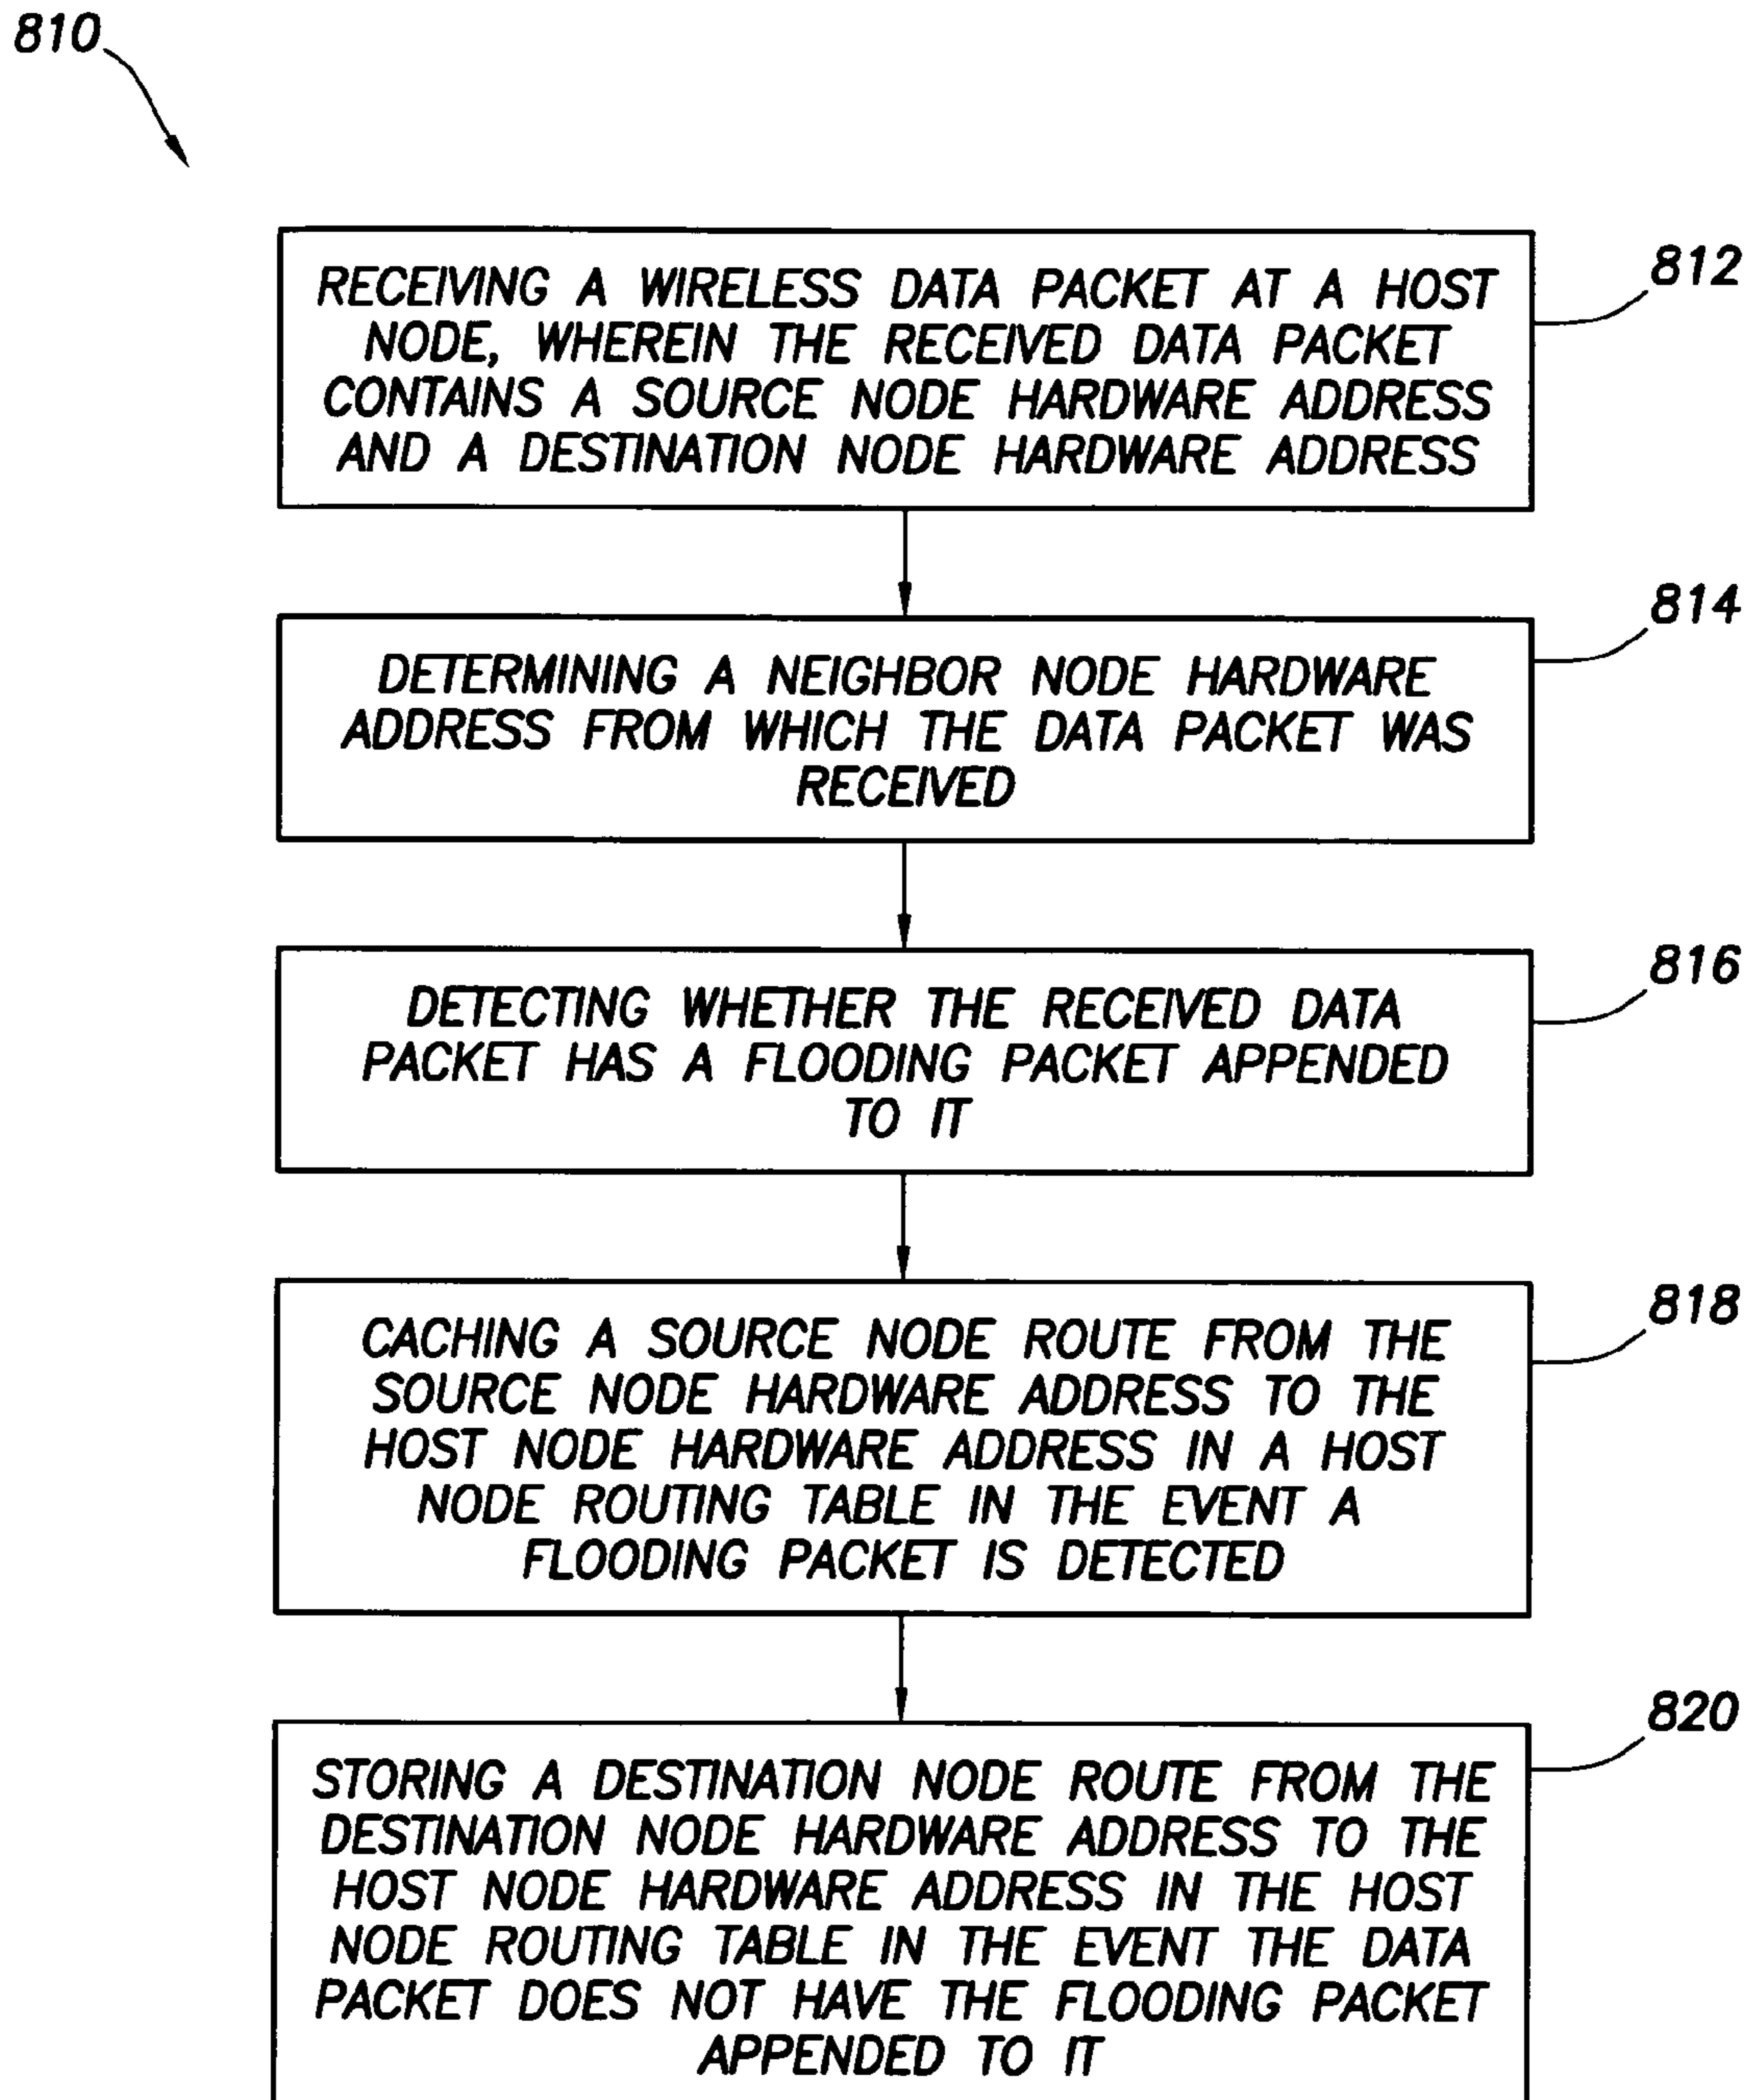 810
812
RECEIVING A WIRELESS DATA PACKET AT A HOST
NODE, WHEREIN THE RECEIVED DATA PACKET
CONTAINS A SOURCE NODE HARDWARE ADDRESS
AND A DESTINATION NODE HARDWARE ADDRESS
814
DETERMINING A NEIGHBOR NODE HARDWARE
ADDRESS FROM WHICH THE DATA PACKET WAS
RECEIVED
816
DETECTING WHETHER THE RECEIVED DATA
PACKET HAS A FLOODING PACKET APPENDED
TO IT
818
CACHING A SOURCE NODE ROUTE FROM THE
SOURCE NODE HARDWARE ADDRESS TO THE
HOST NODE HARDWARE ADDRESS IN A HOST
NODE ROUTING TABLE IN THE EVENT A
FLOODING PACKET IS DETECTED
820
STORING A DESTINATION NODE ROUTE FROM THE
DESTINATION NODE HARDWARE ADDRESS TO THE
HOST NODE HARDWARE ADDRESS IN THE HOST
NODE ROUTING TABLE IN THE EVENT THE DATA
PACKET DOES NOT HAVE THE FLOODING PACKET
APPENDED TO IT